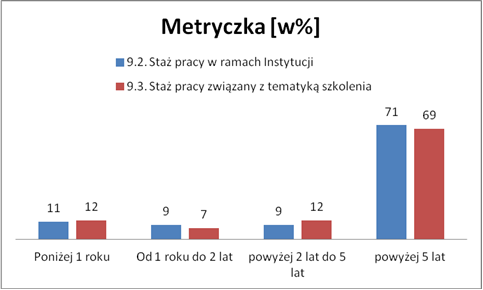 Metryczka [w%]
9.2. Staż pracy w ramach Instytucji
9.3. Staż pracy związany z tematyką szkolenia
11 12 9 7 9 12 71 69
Poniżej 1 roku Od 1 roku do 2 lat powyżej 2 lat do 5 powyżej 5 lat
lat